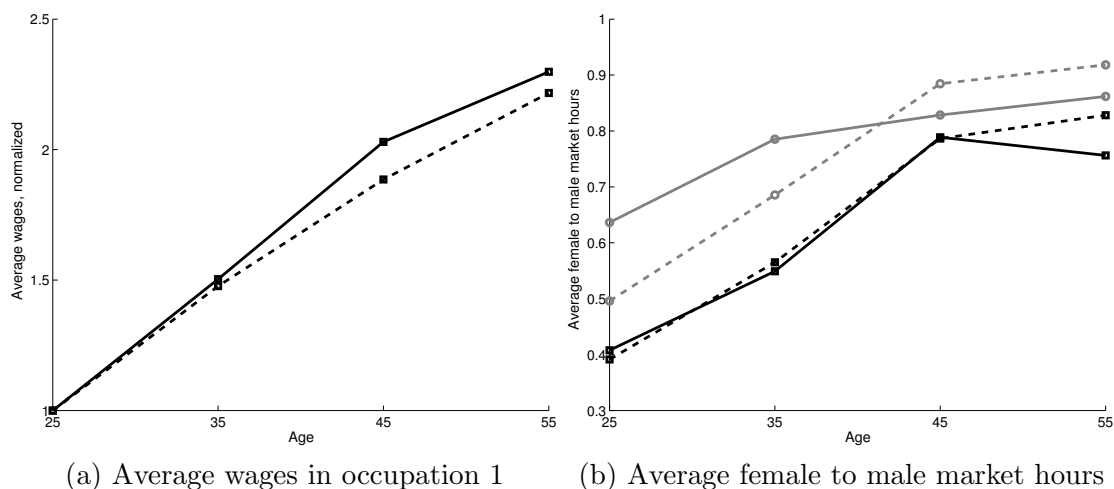 2.5
2
1.5
1
Average wages, normalized
25 35 45 55
Age
(a) Average wages in occupation 1
1
0.9
0.8
0.7
0.6
0.5
0.4
0.3
Average female to male market hours
25 35 45 55
Age
(b) Average female to male market hours